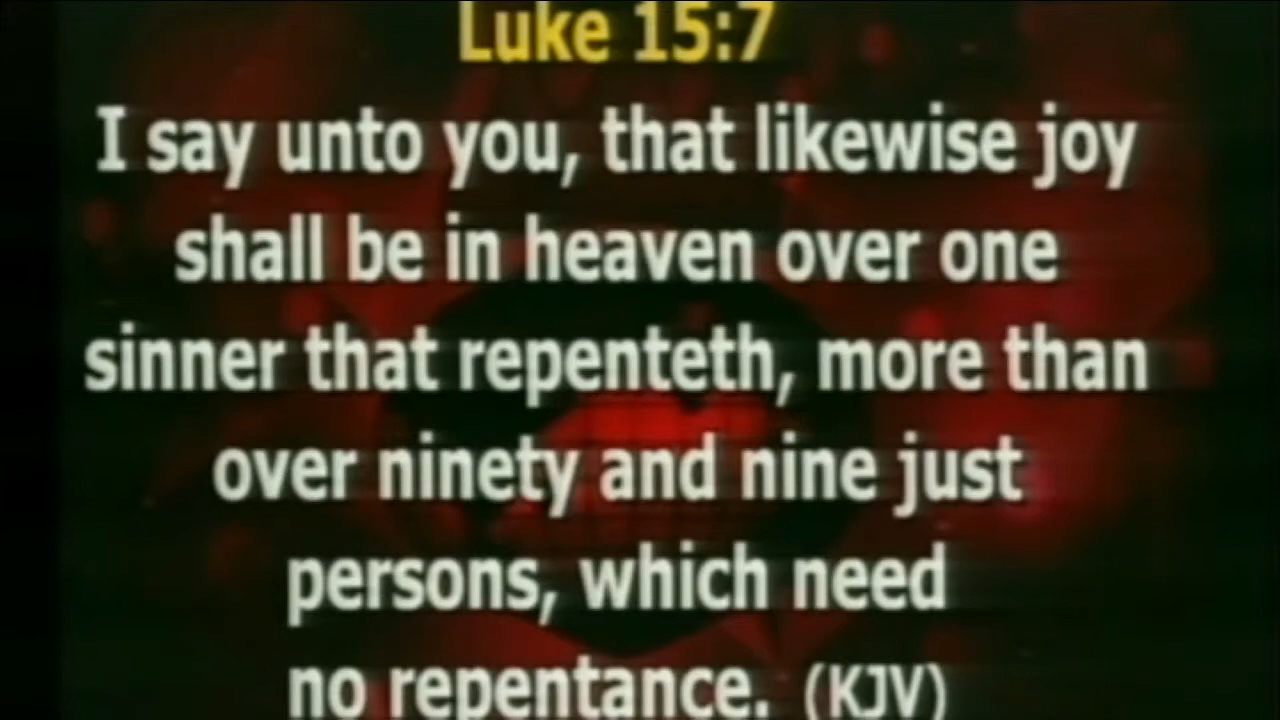 Luke 15:7
I say unto you, that likewise joy
shall be in heaven over one
sinner that repenteth, more than
over ninety and nine just
persons, which need
no repentance. (KJV)